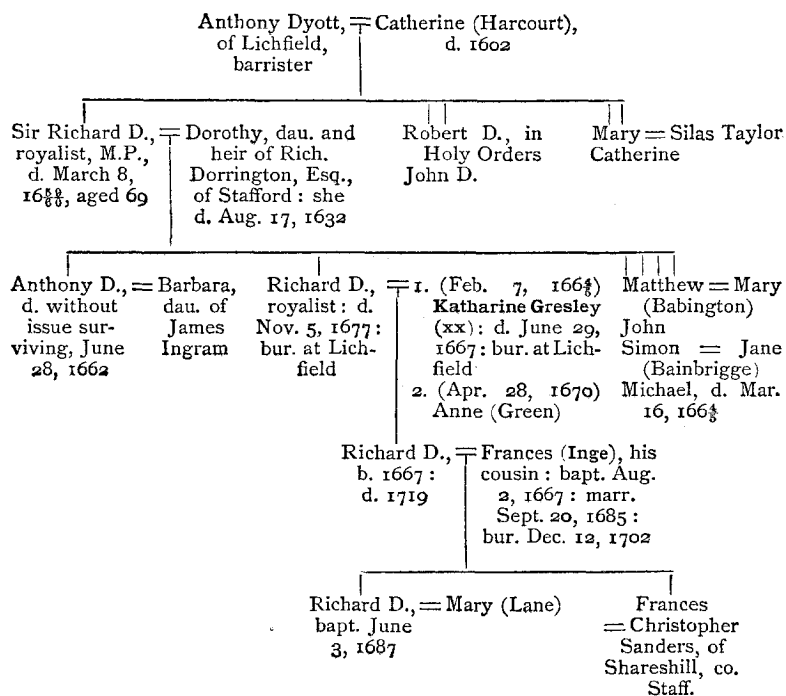 Anthony Dyott, = Catherine (Harcourt),
of Lichfield,
barrister
d. 1602
Sir Richard D., =
royalist, M.P.,
d. March 8,
16 59/60, aged 69
Dorothy, dau. and
heir of Rich.
Dorrington, Esq.,
of Stafford : she
d. Aug. 17, 1632
Robert D., in
Holy Orders
John D.
Mary = Silas Taylor
Catherine
Anthony D., =
d. without
issue sur-
viving, June
28, 1662
Barbara,
dau. of
James
Ingram
Richard D., =
royalist : d.
Nov. 5, 1677 :
bur. at Lich-
field
1. (Feb. 7, 166
Katharine Gresley
(xx) : d. June 29,
1667 : bur. at Lich-
field
2. (Apr. 28, 1670)
Anne (Green)
Matthew = Mary
(Babington)
John
Simon = Jane
(Bainbrigge)
Michael, d. Mar.
16, 166 4/5
Richard D., =
b. 1667 :
d. 1719
Frances (Inge), his
cousin : bapt. Aug.
2, 1667 : marr.
Sept. 20, 1685 :
bur. Dec. 12, 1702
Richard D., = Mary (Lane)
bapt. June
3, 1687
Frances
= Christopher
Sanders, of
Shareshill, co.
Staff.